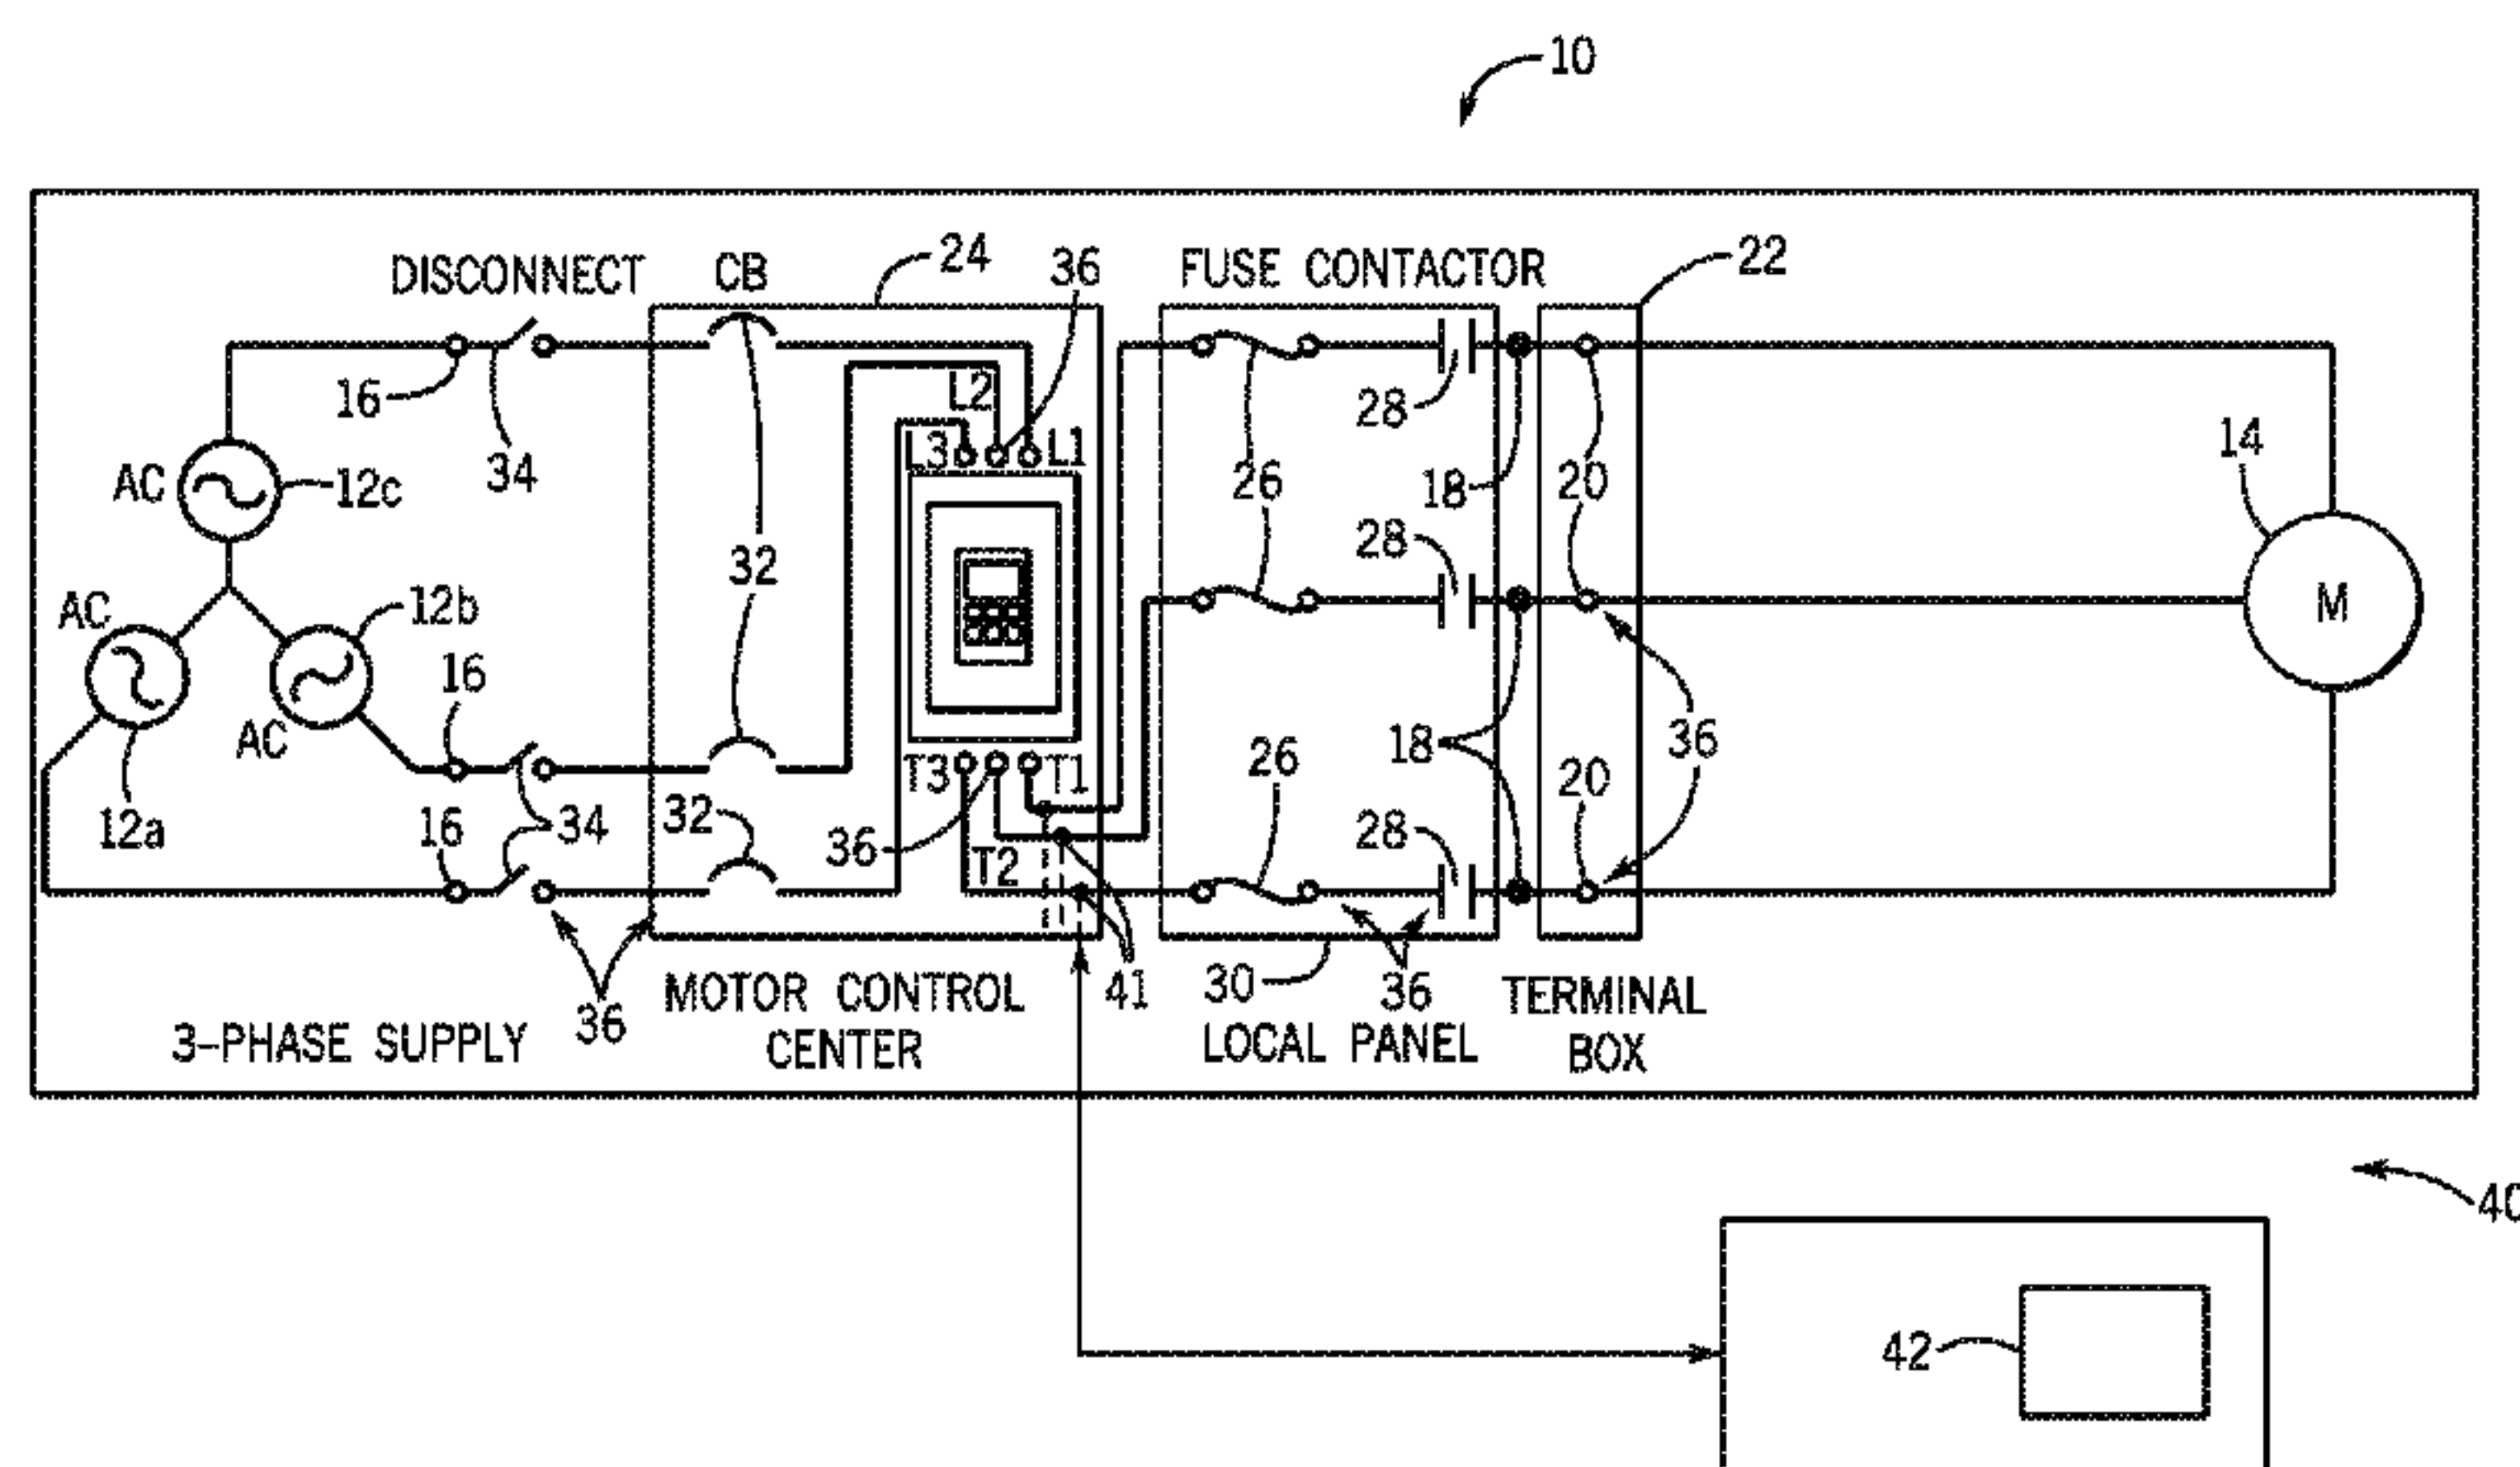 10
DISCONNECT
CB
24
36
FUSE CONTACTOR
22
16
34
L2
L3
L1
28
18
26
20
14
AC
12c
32
28
M
AC
12b
16
AC
12a
16
34
32
T3
T1
36
T2
26
18
28
20
36
36
41
30
36
3-PHASE SUPPLY
MOTOR CONTROL
CENTER
LOCAL PANEL
TERMINAL
BOX
40
42